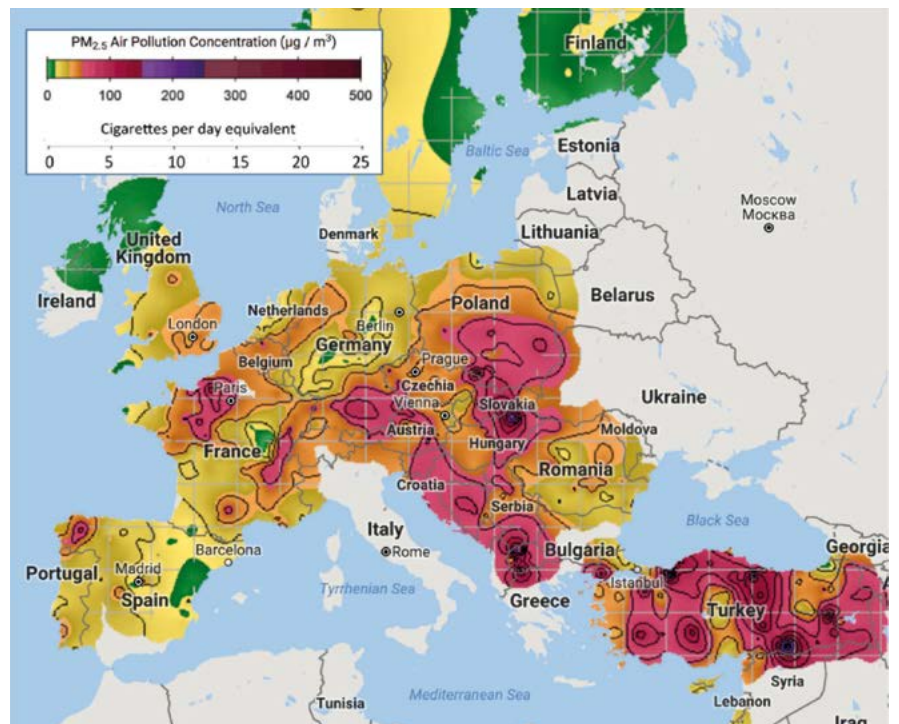 PM2.5 Air Pollution Concentration (µg / m³)
0 100 200 300 400 500
Cigarettes per day equivalent
0 5 10 15 20 25
Finland
Baltic Sea
Estonia
Latvia
Moscow
Москва
North Sea
Denmark
Lithuania
United
Kingdom
Ireland
Belarus
Netherlands
Poland
London
Berlin
Germany
Belgium
Prague
Paris
Czechia
Ukraine
Vienna
Slovakia
Austria
Moldova
France
Hungary
Romania
Croatia
Serbia
Black Sea
Italy
Rome
Barcelona
Bulgaria
Georgia
Portugal
Madrid
Istanbul
Tyrrhenian Sea
Spain
Greece
Turkey
Syria
Tunisia
Mediterranean Sea
Lebanon
Iraq